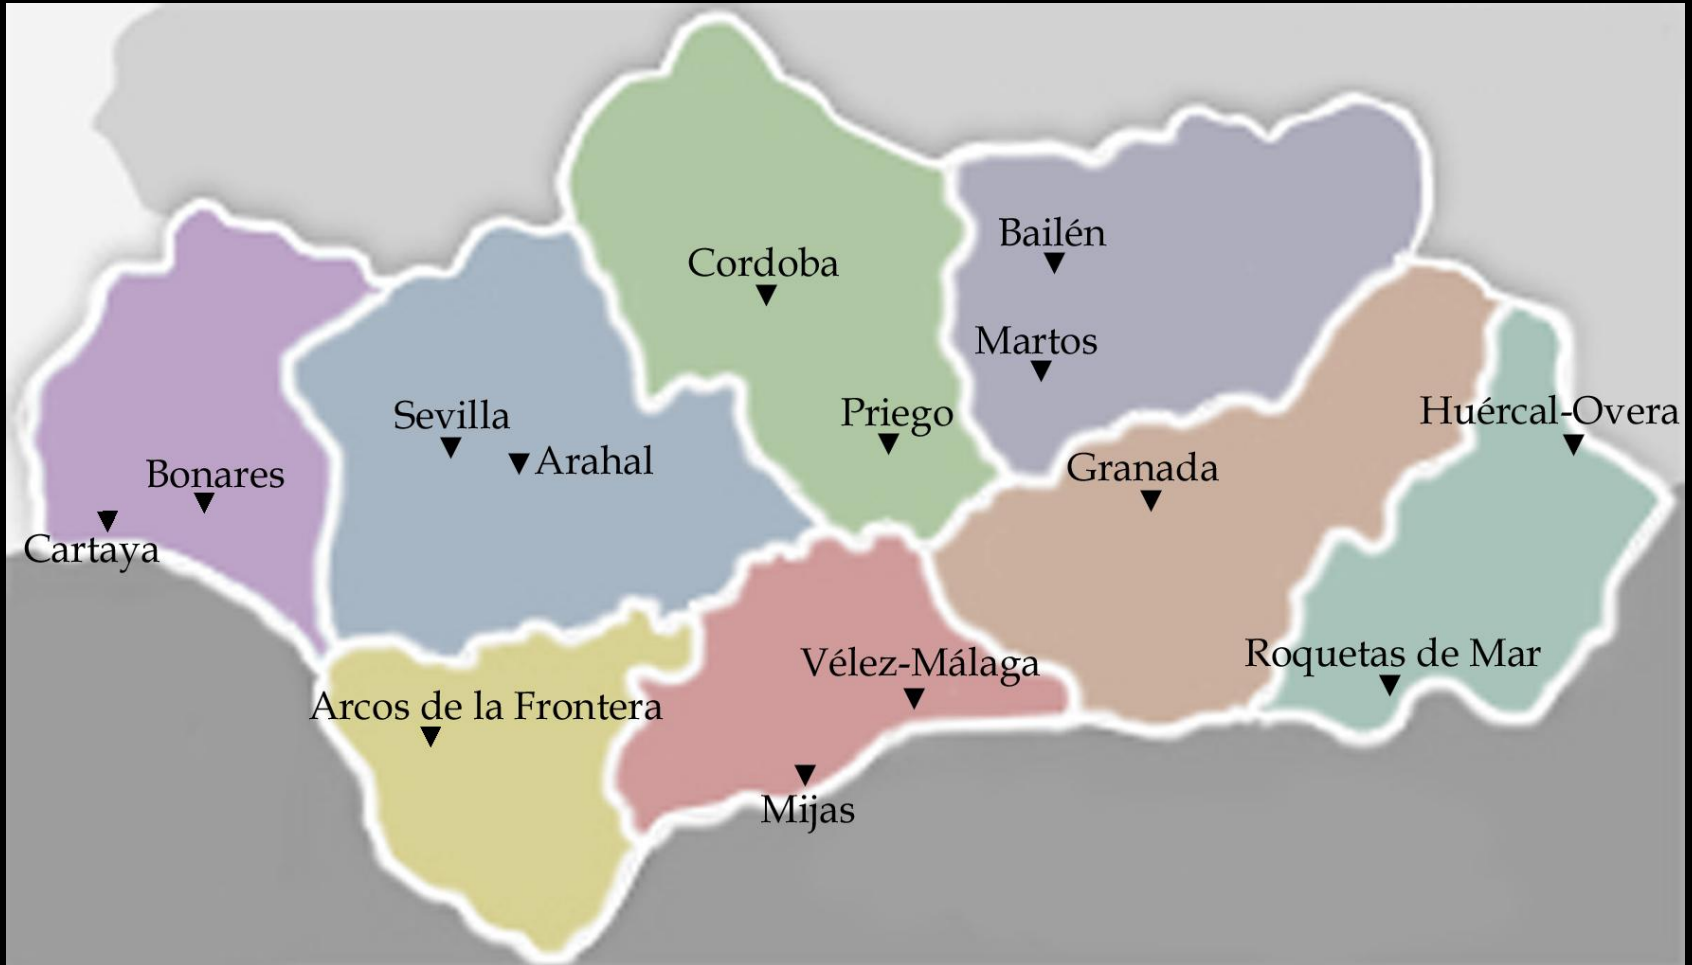 Bailén
Cordoba
Martos
Huércal-Overa
Priego
Sevilla
Arahal
Granada
Bonares
Cartaya
Roquetas de Mar
Vélez-Málaga
Arcos de la Frontera
Mijas